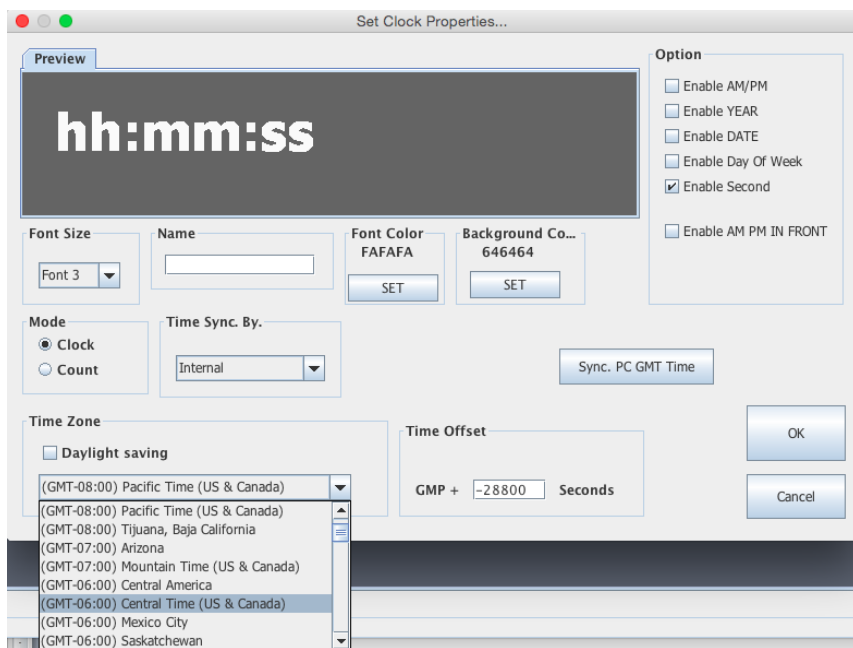 Set Clock Properties...
Preview
hh:mm:ss
Option
Enable AM/PM
Enable YEAR
Enable DATE
Enable Day Of Week
Enable Second
Enable AM PM IN FRONT
Font Size
Font 3
Name
Font Color
FAFAFA
SET
Background Co...
646464
SET
Mode
Clock
Count
Time Sync. By.
Internal
Sync. PC GMT Time
Time Zone
Daylight saving
(GMT-08:00) Pacific Time (US & Canada)
(GMT-08:00) Pacific Time (US & Canada)
(GMT-08:00) Tijuana, Baja California
(GMT-07:00) Arizona
(GMT-07:00) Mountain Time (US & Canada)
(GMT-06:00) Central America
(GMT-06:00) Central Time (US & Canada)
(GMT-06:00) Mexico City
(GMT-06:00) Saskatchewan
Time Offset
GMP + -28800 Seconds
OK
Cancel